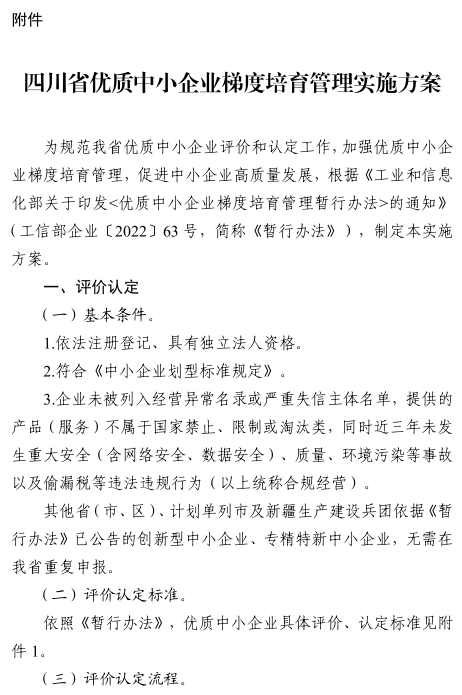 附件
四川省优质中小企业梯度培育管理实施方案
为规范我省优质中小企业评价和认定工作，加强优质中小企
业梯度培育管理，促进中小企业高质量发展，根据《工业和信息
化部关于印发<优质中小企业梯度培育管理暂行办法>的通知》
（工信部企业〔2022〕63 号，简称《暂行办法》），制定本实施
方案。
一、评价认定
（一）基本条件。
1.依法注册登记、具有独立法人资格。
2.符合《中小企业划型标准规定》。
3.企业未被列入经营异常名录或严重失信主体名单，提供的
产品（服务）不属于国家禁止、限制或淘汰类，同时近三年未发
生重大安全（含网络安全、数据安全）、质量、环境污染等事故
以及偷漏税等违法违规行为（以上统称合规经营）。
其他省（市、区）、计划单列市及新疆生产建设兵团依据《暂
行办法》已公告的创新型中小企业、专精特新中小企业，无需在
我省重复申报。
（二）评价认定标准。
依照《暂行办法》，优质中小企业具体评价、认定标准见附
件 1。
（三）评价认定流程。